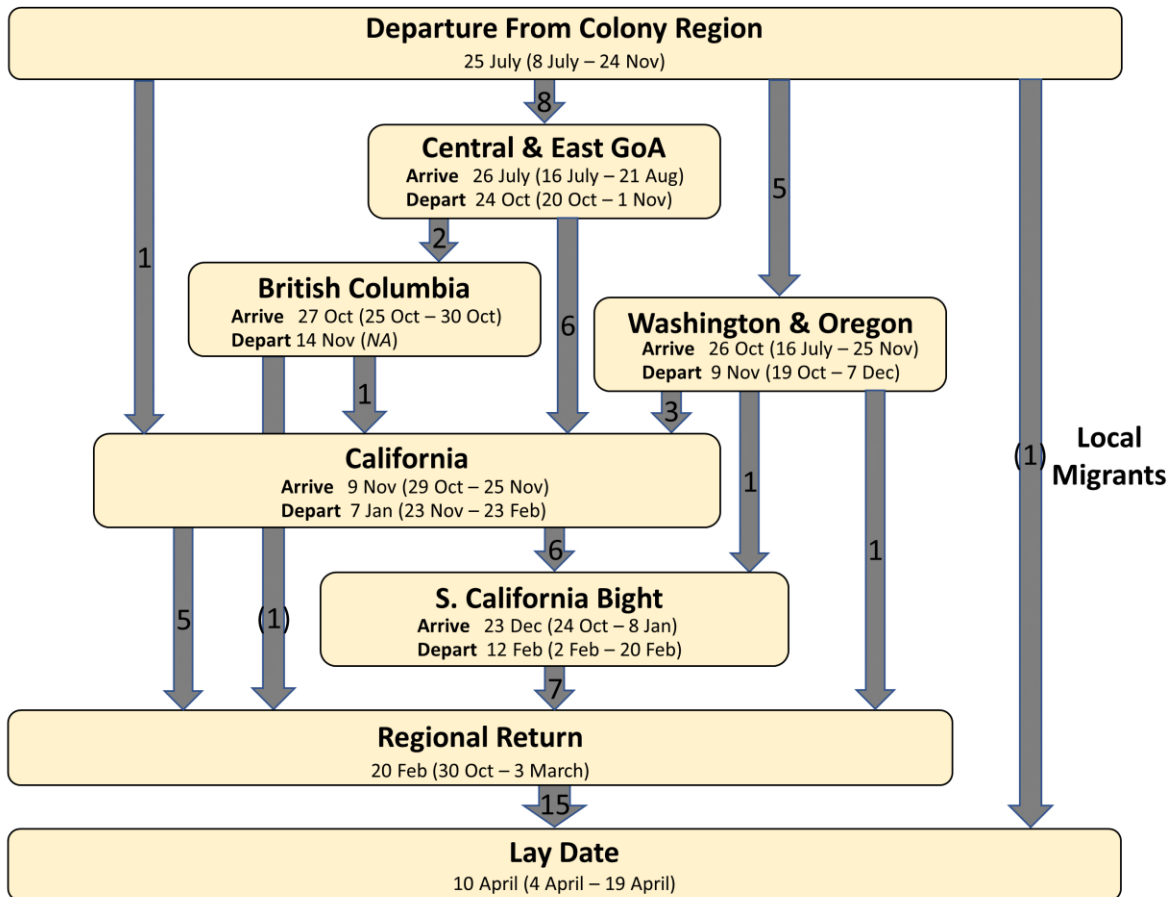 Departure From Colony Region
25 July (8 July – 24 Nov)
8
Central & East GoA
Arrive 26 July (16 July – 21 Aug)
Depart 24 Oct (20 Oct – 1 Nov)
5
2
1
British Columbia
Arrive 27 Oct (25 Oct – 30 Oct)
Depart 14 Nov (NA)
6
Washington & Oregon
Arrive 26 Oct (16 July – 25 Nov)
Depart 9 Nov (19 Oct – 7 Dec)
1
3
California
Arrive 9 Nov (29 Oct – 25 Nov)
Depart 7 Jan (23 Nov – 23 Feb)
1
(1)
Local
Migrants
6
1
S. California Bight
Arrive 23 Dec (24 Oct – 8 Jan)
Depart 12 Feb (2 Feb – 20 Feb)
5
(1)
7
Regional Return
20 Feb (30 Oct – 3 March)
15
Lay Date
10 April (4 April – 19 April)